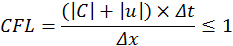 CFL = (|C| + |u|) × Δt / Δx ≤ 1